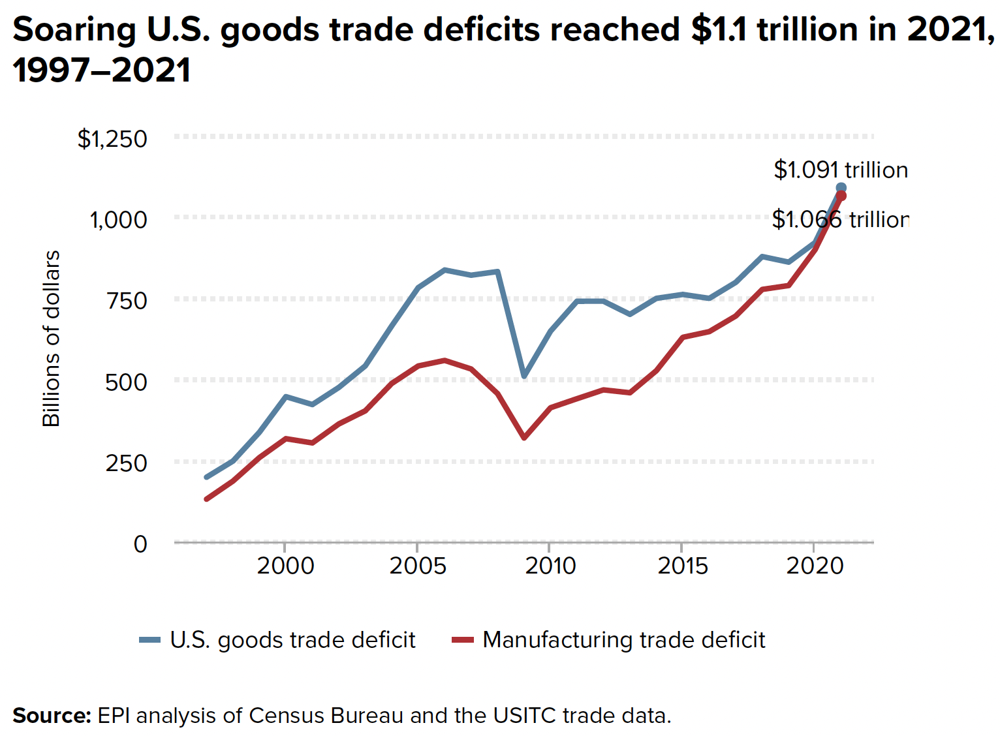 Soaring U.S. goods trade deficits reached $1.1 trillion in 2021,
1997–2021
$1,250
$1.091 trillion
1,000
$1.066 trillion
750
Billions of dollars
500
250
0
2000 2005 2010 2015 2020
U.S. goods trade deficit Manufacturing trade deficit
Source: EPI analysis of Census Bureau and the USITC trade data.